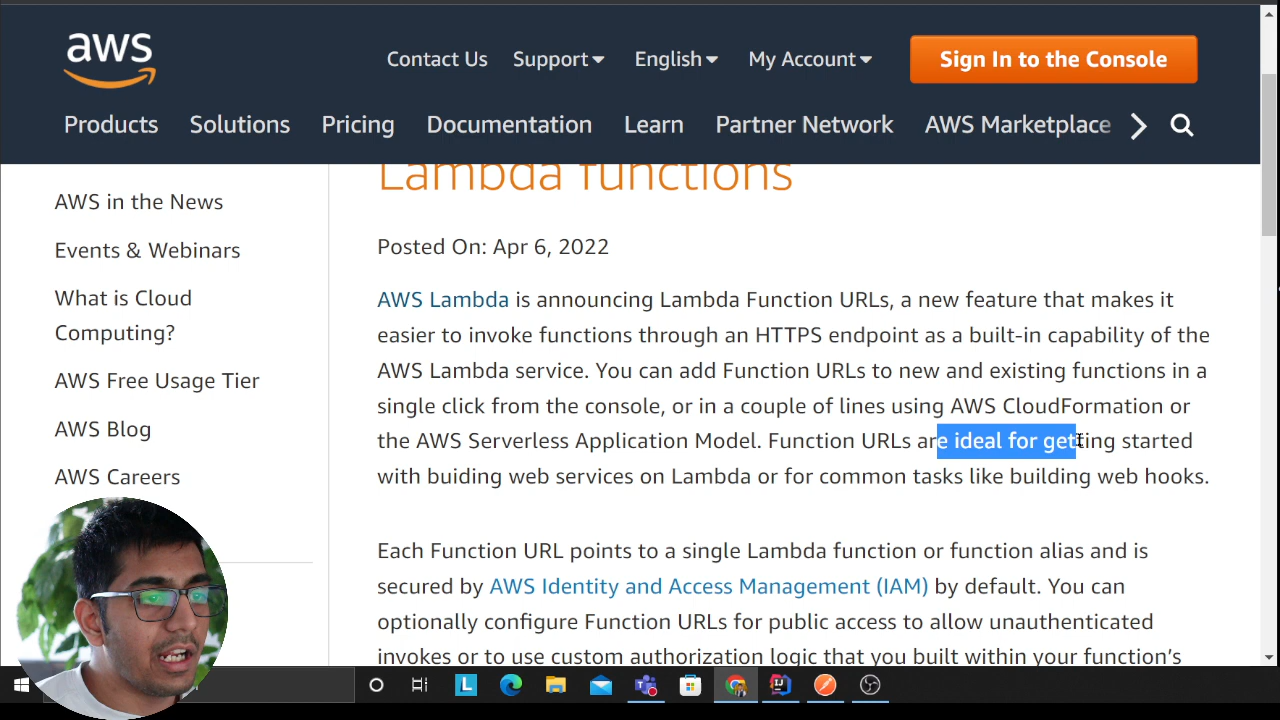 aws
Contact Us Support English My Account Sign In to the Console
Products Solutions Pricing Documentation Learn Partner Network AWS Marketplace
Lambda functions
AWS in the News
Events & Webinars
What is Cloud
Computing?
AWS Free Usage Tier
AWS Blog
AWS Careers
Posted On: Apr 6, 2022
AWS Lambda is announcing Lambda Function URLs, a new feature that makes it
easier to invoke functions through an HTTPS endpoint as a built-in capability of the
AWS Lambda service. You can add Function URLs to new and existing functions in a
single click from the console, or in a couple of lines using AWS CloudFormation or
the AWS Serverless Application Model. Function URLs are ideal for getting started
with buiding web services on Lambda or for common tasks like building web hooks.
Each Function URL points to a single Lambda function or function alias and is
secured by AWS Identity and Access Management (IAM) by default. You can
optionally configure Function URLs for public access to allow unauthenticated
invokes or to use custom authorization logic that you built within your function's
L